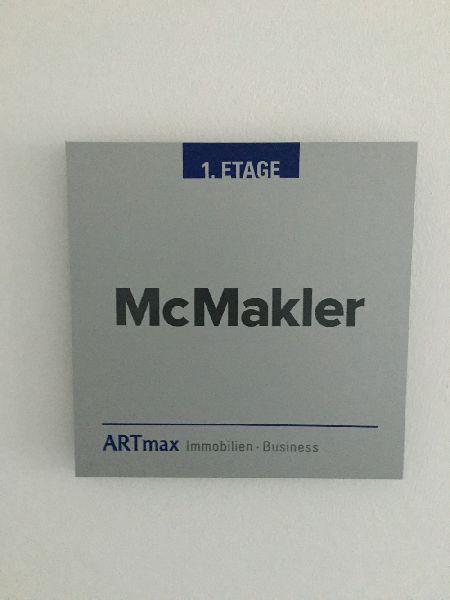 1. ETAGE
McMakler
ARTmax Immobilien · Business